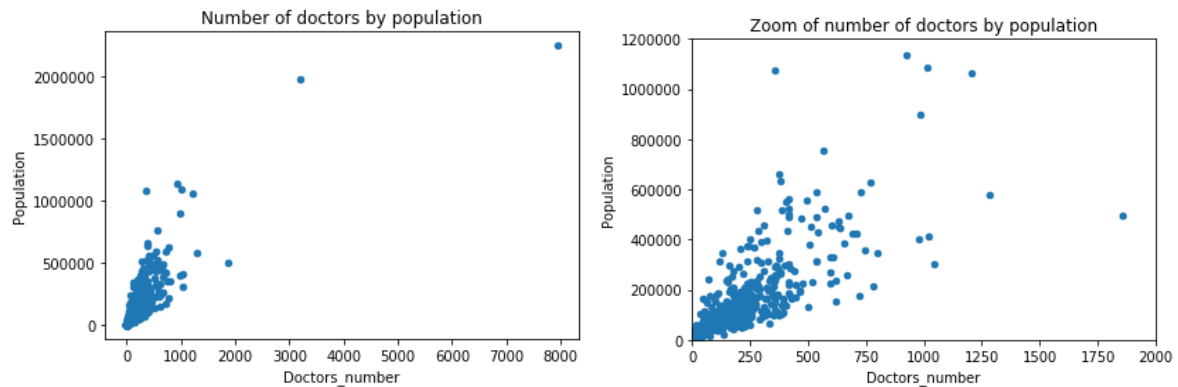 Number of doctors by population
2000000
1500000
1000000
500000
0
Population
0 1000 2000 3000 4000 5000 6000 7000 8000
Doctors_number
Zoom of number of doctors by population
1200000
1000000
800000
600000
400000
200000
0
Population
0 250 500 750 1000 1250 1500 1750 2000
Doctors_number